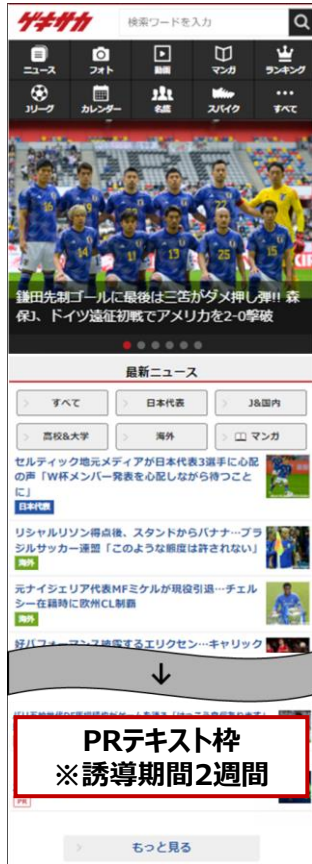 ゲキサカ
検索ワードを入力
ニュース
フォト
動画
マンガ
ランキング
Jリーグ
カレンダー
名鑑
スパイク
すべて
鎌田先制ゴールに最後は三笘がダメ押し弾!! 森
保J、ドイツ遠征初戦でアメリカを2-0撃破
最新ニュース
すべて
日本代表
J&国内
高校&大学
海外
マンガ
セルティック地元メディアが日本代表3選手に心配
の声「W杯メンバー発表を心配しながら待つこと
に」
日本代表
リシャルリソン得点後、スタンドからバナナ…ブラ
ジルサッカー連盟「このような態度は許されない」
海外
元ナイジェリア代表MFミケルが現役引退…チェル
シー在籍時に欧州CL制覇
海外
好パフォーマンス披露するエリクセン…キャリック
↓
PRテキスト枠
※誘導期間2週間
PR
もっと見る